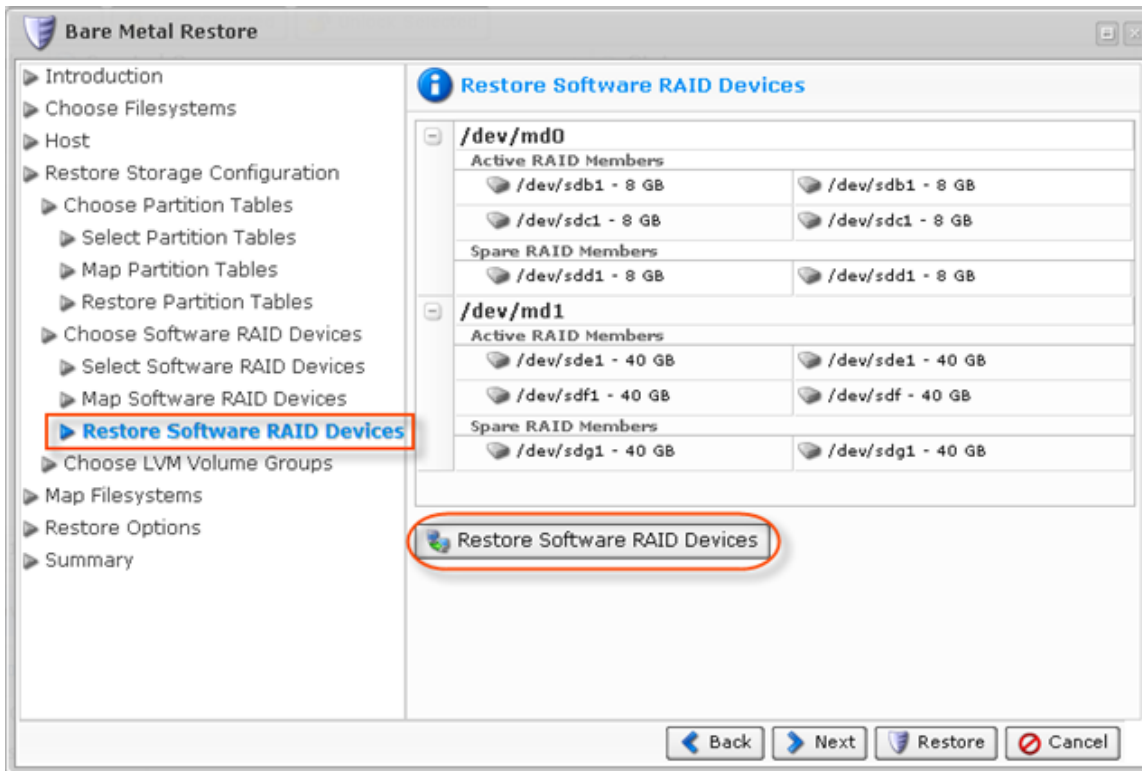 Bare Metal Restore
Introduction
Choose Filesystems
Host
Restore Storage Configuration
Choose Partition Tables
Select Partition Tables
Map Partition Tables
Restore Partition Tables
Choose Software RAID Devices
Select Software RAID Devices
Map Software RAID Devices
Restore Software RAID Devices
Choose LVM Volume Groups
Map Filesystems
Restore Options
Summary
Restore Software RAID Devices
/dev/md0
Active RAID Members
/dev/sdb1 - 8 GB /dev/sdb1 - 8 GB
/dev/sdc1 - 8 GB /dev/sdc1 - 8 GB
Spare RAID Members
/dev/sdd1 - 8 GB /dev/sdd1 - 8 GB
/dev/md1
Active RAID Members
/dev/sde1 - 40 GB /dev/sde1 - 40 GB
/dev/sdf1 - 40 GB /dev/sdf - 40 GB
Spare RAID Members
/dev/sdg1 - 40 GB /dev/sdg1 - 40 GB
Restore Software RAID Devices
Back Next Restore Cancel